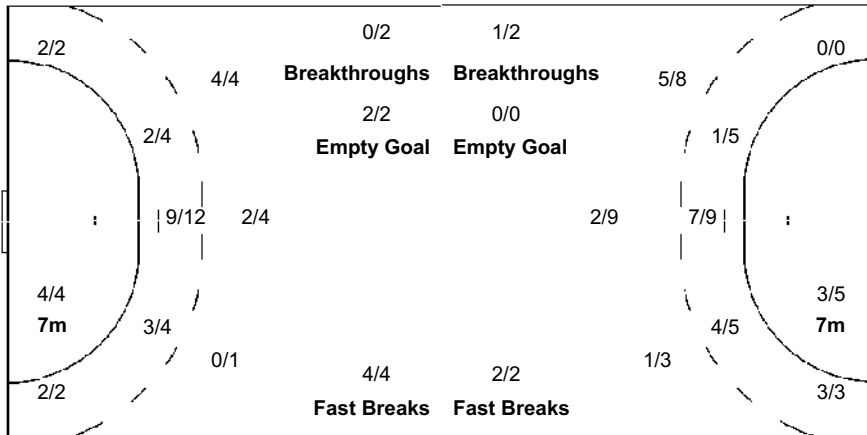 0/2 1/2
2/2 0/0
4/4 Breakthroughs Breakthroughs 5/8
2/2 0/0
2/4 Empty Goal Empty Goal 1/5
9/12 2/4 2/9 7/9
4/4 3/5
7m 3/4 4/5 7m
0/1 4/4 2/2 1/3
2/2 3/3
Fast Breaks Fast Breaks